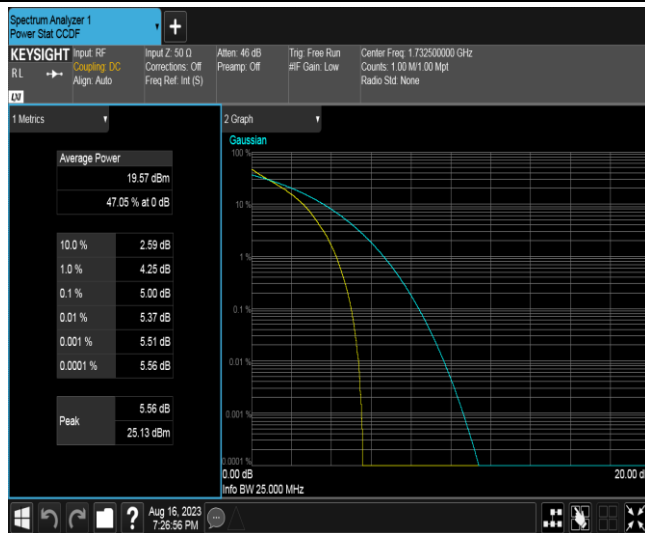 Spectrum Analyzer 1
Power Stat CCDF
KEYSIGHT
RL
Input: RF
Coupling: DC
Align: Auto
Input Z: 50 Ω
Corrections: Off
Freq Ref: Int (S)
Atten: 46 dB
Preamp: Off
Trig: Free Run
#IF Gain: Low
Center Freq: 1.732500000 GHz
Counts: 1.00 M/1.00 Mpt
Radio Std: None
1 Metrics
Average Power
19.57 dBm
47.05 % at 0 dB
10.0 % 2.59 dB
1.0 % 4.25 dB
0.1 % 5.00 dB
0.01 % 5.37 dB
0.001 % 5.51 dB
0.0001 % 5.56 dB
Peak
5.56 dB
25.13 dBm
2 Graph
Gaussian
100 %
10 %
1 %
0.1 %
0.01 %
0.001 %
0.0001 %
0.00 dB
20.00 d
Info BW 25.000 MHz
?
Aug 16, 2023
7:26:56 PM